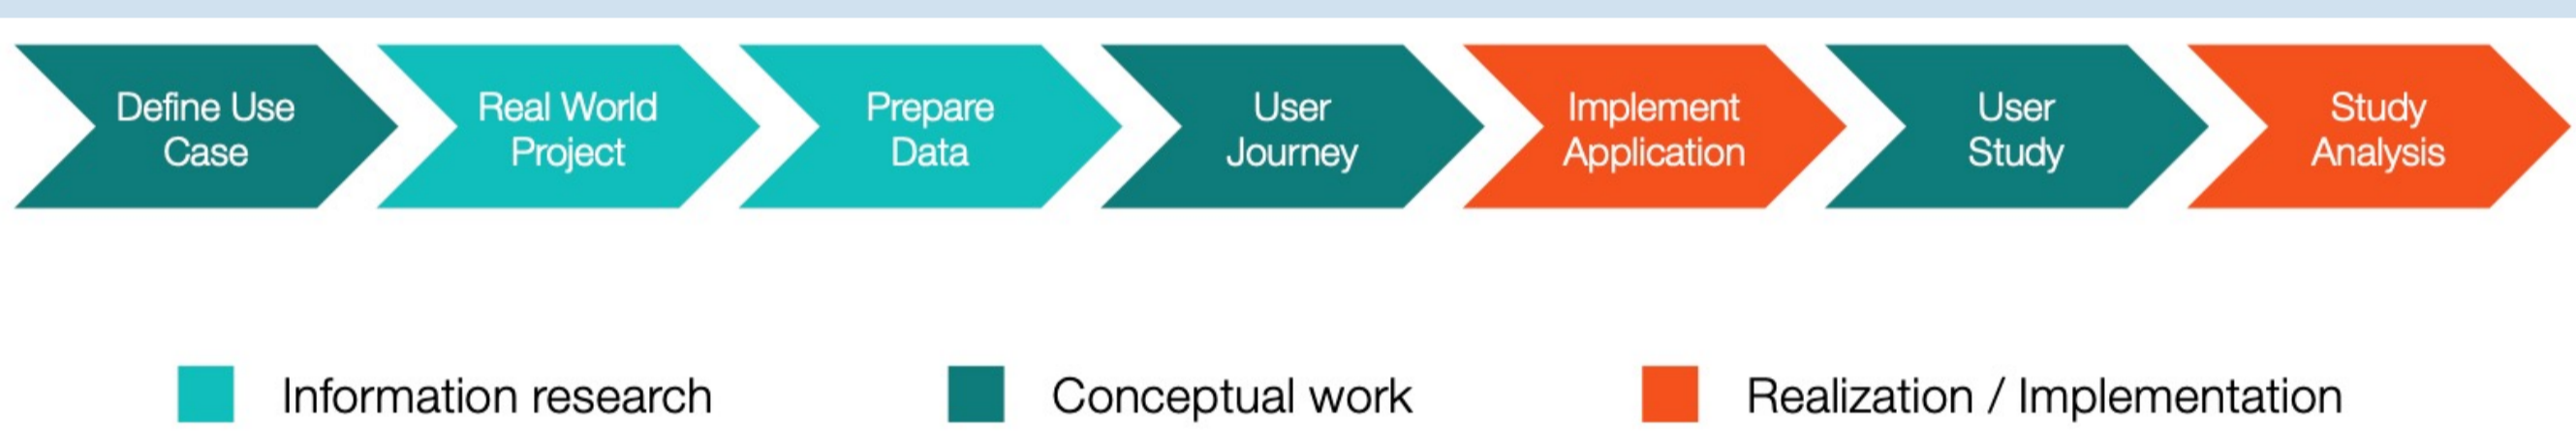 Define Use
Case
Real World
Project
Prepare
Data
User
Journey
Implement
Application
User
Study
Study
Analysis
Information research
Conceptual work
Realization / Implementation